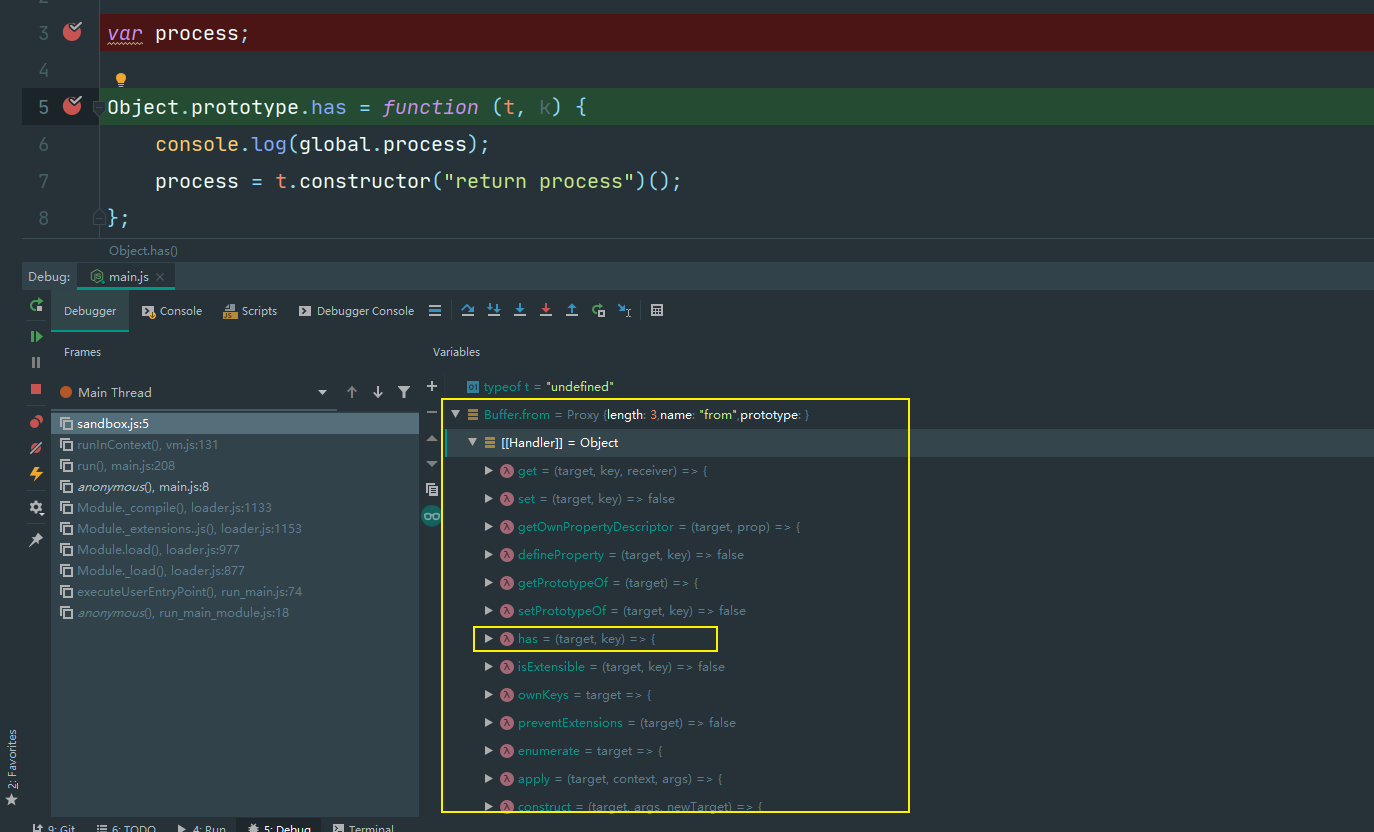 2
3 var process;
4
5 Object.prototype.has = function (t, k) {
6 console.log(global.process);
7 process = t.constructor("return process")();
8 };
Object.has()
Debug: main.js
Debugger Console Scripts Debugger Console
Frames
Variables
Main Thread
sandbox.js:5
runInContext(), vm.js:131
run(), main.js:208
anonymous(), main.js:8
Module._compile(), loader.js:1133
Module._extensions..js(), loader.js:1153
Module.load(), loader.js:977
Module._load(), loader.js:877
executeUserEntryPoint(), run_main.js:74
anonymous(), run_main_module.js:18
typeof t = "undefined"
Buffer.from = Proxy {length: 3,name: "from",prototype: }
[[Handler]] = Object
get = (target, key, receiver) => {
set = (target, key) => false
getOwnPropertyDescriptor = (target, prop) => {
defineProperty = (target, key) => false
getPrototypeOf = (target) => {
setPrototypeOf = (target, key) => false
has = (target, key) => {
isExtensible = (target, key) => false
ownKeys = target => {
preventExtensions = (target) => false
enumerate = target => {
apply = (target, context, args) => {
construct = (target, args, newTarget) => {
2: Favorites
9: Git 6: TODO 4: Run 5: Debug Terminal